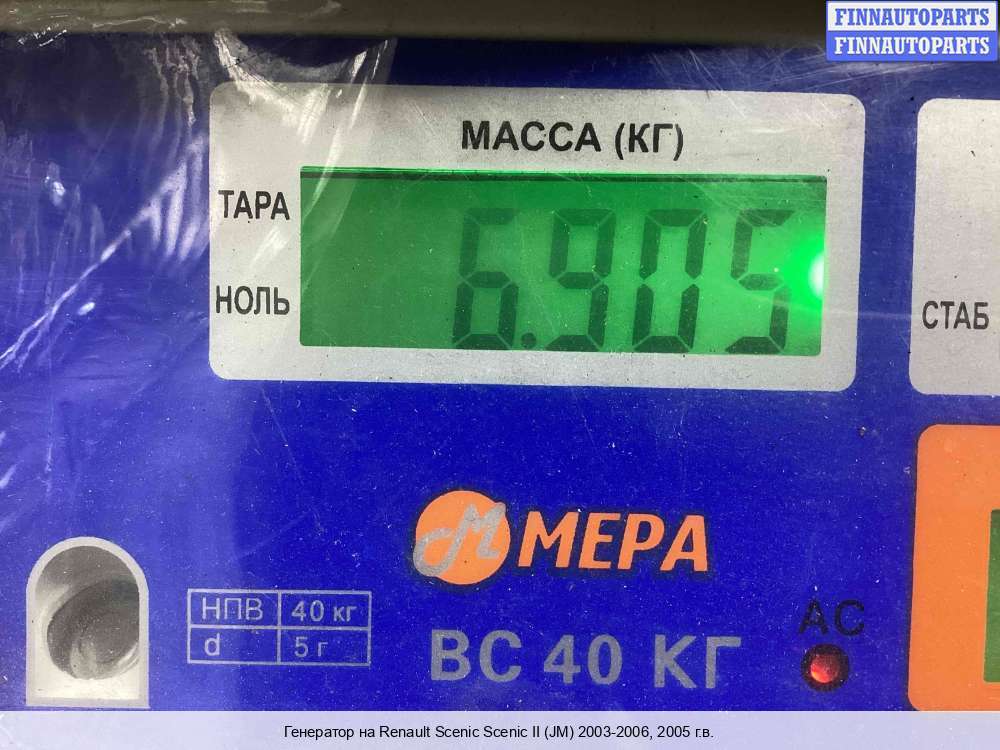 FINNAUTOPARTS
FINNAUTOPARTS
МАССА (КГ)
ТАРА
6.905
НОЛЬ
СТАБ
МЕРА
НПВ 40 кг
d 5 г
ВС 40 КГ
AC
Генератор на Renault Scenic Scenic II (JM) 2003-2006, 2005 г.в.